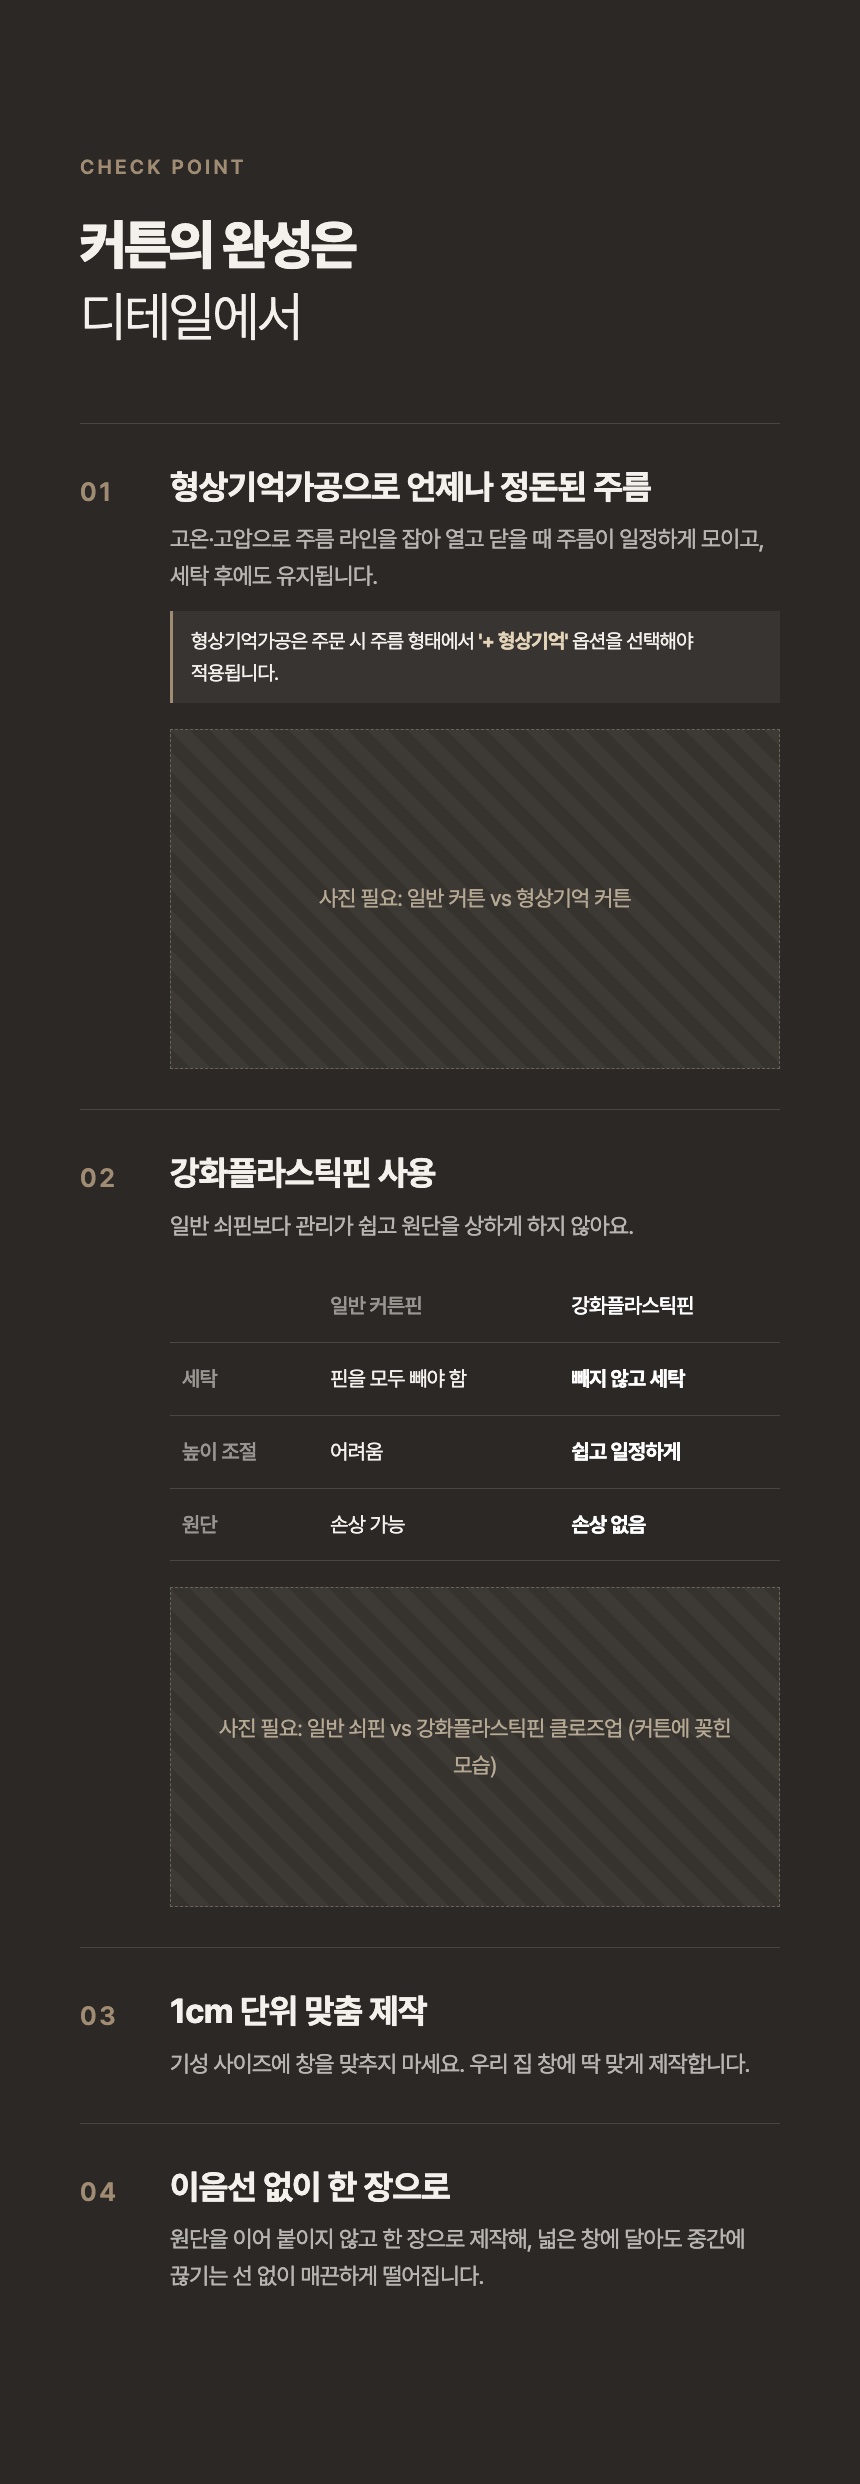 CHECK POINT
커튼의 완성은
디테일에서
01
형상기억가공으로 언제나 정돈된 주름
고온·고압으로 주름 라인을 잡아 열고 닫을 때 주름이 일정하게 모이고,
세탁 후에도 유지됩니다.
형상기억가공은 주문 시 주름 형태에서 '+ 형상기억' 옵션을 선택해야
적용됩니다.
사진 필요: 일반 커튼 vs 형상기억 커튼
02
강화플라스틱핀 사용
일반 쇠핀보다 관리가 쉽고 원단을 상하게 하지 않아요.
일반 커튼핀 강화플라스틱핀
세탁 핀을 모두 빼야 함 빼지 않고 세탁
높이 조절 어려움 쉽고 일정하게
원단 손상 가능 손상 없음
사진 필요: 일반 쇠핀 vs 강화플라스틱핀 클로즈업 (커튼에 꽂힌
모습)
03
1cm 단위 맞춤 제작
기성 사이즈에 창을 맞추지 마세요. 우리 집 창에 딱 맞게 제작합니다.
04
이음선 없이 한 장으로
원단을 이어 붙이지 않고 한 장으로 제작해, 넓은 창에 달아도 중간에
끊기는 선 없이 매끈하게 떨어집니다.